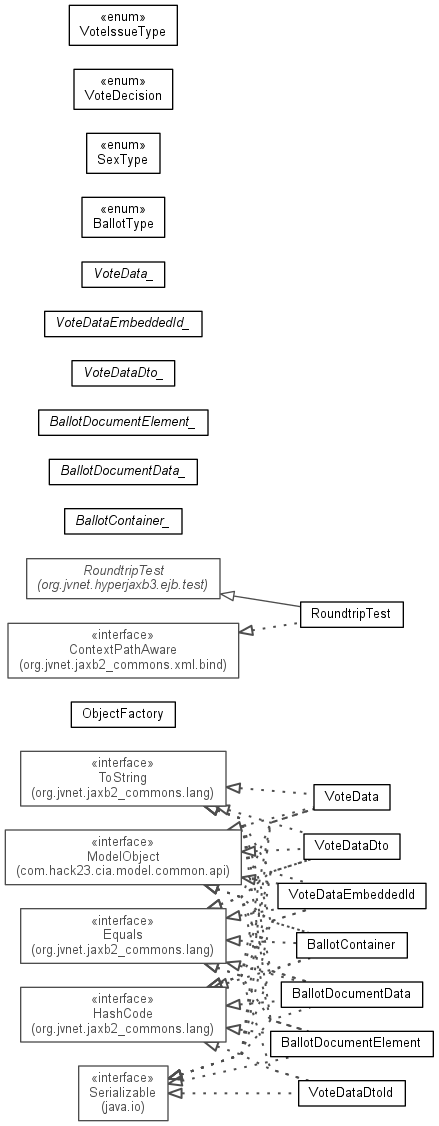 «enum»
VoteIssueType
«enum»
VoteDecision
«enum»
SexType
«enum»
BallotType
VoteData_
VoteDataEmbeddedId_
VoteDataDto_
BallotDocumentElement_
BallotDocumentData_
BallotContainer_
RoundtripTest
(org.jvnet.hyperjaxb3.ejb.test)
RoundtripTest
«interface»
ContextPathAware
(org.jvnet.jaxb2_commons.xml.bind)
ObjectFactory
«interface»
ToString
(org.jvnet.jaxb2_commons.lang)
VoteData
«interface»
ModelObject
(com.hack23.cia.model.common.api)
VoteDataDto
VoteDataEmbeddedId
«interface»
Equals
(org.jvnet.jaxb2_commons.lang)
BallotContainer
«interface»
HashCode
(org.jvnet.jaxb2_commons.lang)
BallotDocumentData
BallotDocumentElement
«interface»
Serializable
(java.io)
VoteDataDtoId